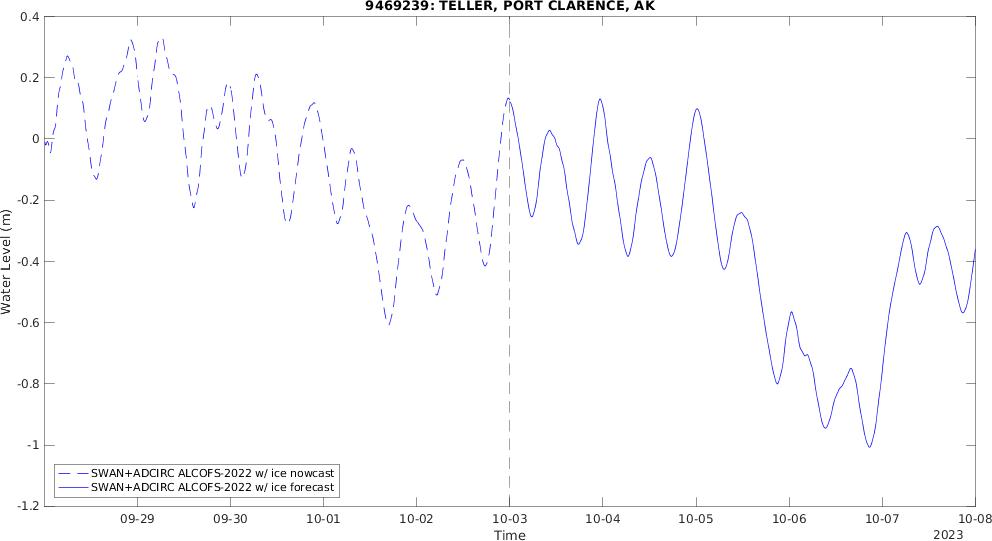 9469239: TELLER, PORT CLARENCE, AK
0.4
0.2
0
-0.2
-0.4
-0.6
-0.8
-1
-1.2
Water Level (m)
SWAN+ADCIRC ALCOFS-2022 w/ ice nowcast
SWAN+ADCIRC ALCOFS-2022 w/ ice forecast
09-29 09-30 10-01 10-02 10-03 10-04 10-05 10-06 10-07 10-08
Time
2023